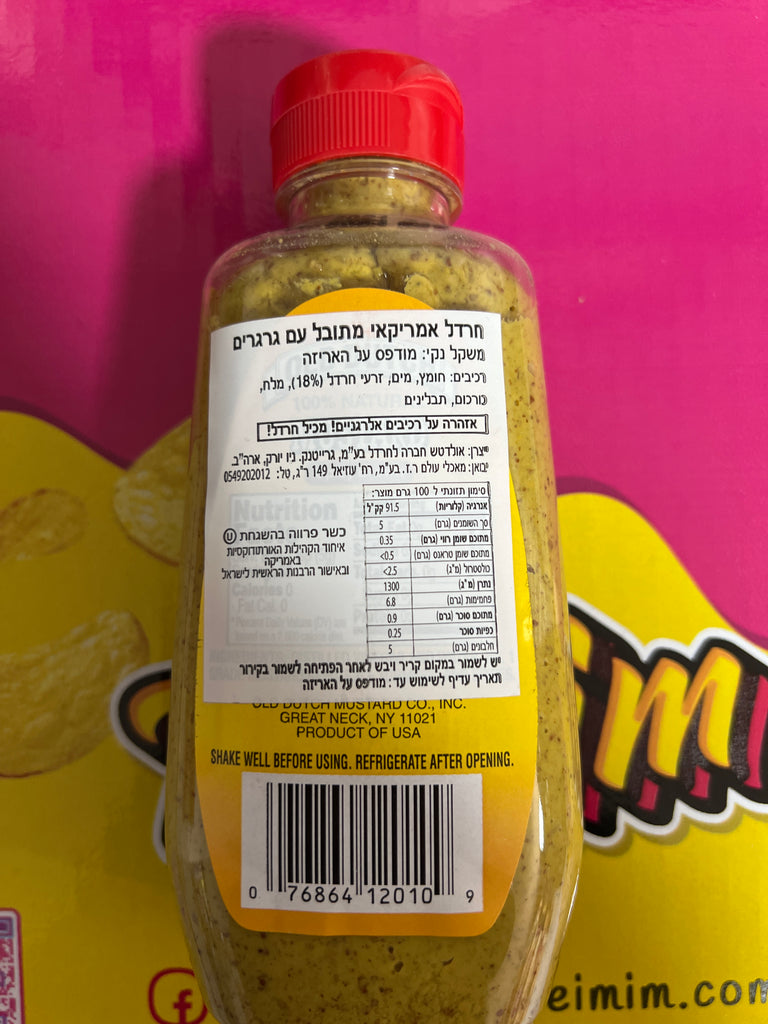 חרדל אמריקאי מתובל עם גרגרים
משקל נקי: מודפס על האריזה
רכיבים: חומץ, מים, זרעי חרדל (18%), מלח,
כורכום, תבלינים
אזהרה על רכיבים אלרגניים! מכיל חרדל!
יצרן: אולדטש חברה לחרדל בע"מ, גרייטנק. ניו יורק, ארה"ב.
יבואן: מאכלי עולם ר.ז. בע"מ, רח' עוזיאל 149 ר"ג, טל: 0549202012
סימון תזונתי ל 100 גרם מוצר:
אנרגיה (קלוריות) 91.5 קק"ל
סך השומנים (גרם) 5
מתוכם שומן רווי (גרם) 0.35
מתוכם שומן טראנס (גרם) <0.5
כולסטרול (מ"ג) <2.5
נתרן (מ"ג) 1300
פחמימות (גרם) 6.8
מתוכם סוכר (גרם) 0.9
כפיות סוכר 0.25
חלבונים (גרם) 5
כשר פרווה בהשגחת U
איחוד הקהילות האורתודוקסיות
באמריקה
ובאישור הרבנות הראשית לישראל
Nutrition
Calories 0
Fat Cal. 0
יש לשמור במקום קריר ויבש לאחר הפתיחה לשמור בקירור
תאריך עדיף לשימוש עד: מודפס על האריזה
OLD DUTCH MUSTARD CO., INC.
GREAT NECK, NY 11021
PRODUCT OF USA
SHAKE WELL BEFORE USING. REFRIGERATE AFTER OPENING.
0 76864 12010 9
im
f
eimim.com